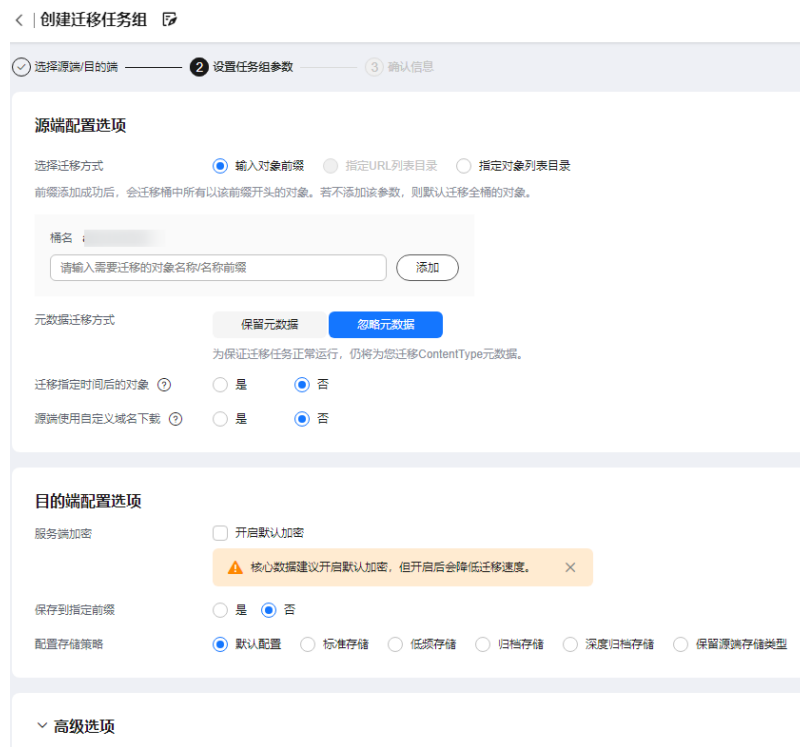 创建迁移任务组
选择源端/目的端 2 设置任务组参数 3 确认信息
源端配置选项
选择迁移方式 输入对象前缀 指定URL列表目录 指定对象列表目录
前缀添加成功后，会迁移桶中所有以该前缀开头的对象。若不添加该参数，则默认迁移全桶的对象。
桶名
请输入需要迁移的对象名称/名称前缀 添加
元数据迁移方式 保留元数据 忽略元数据
为保证迁移任务正常运行，仍将为您迁移ContentType元数据。
迁移指定时间后的对象 ? 是 否
源端使用自定义域名下载 ? 是 否
目的端配置选项
服务端加密 开启默认加密
核心数据建议开启默认加密，但开启后会降低迁移速度。
保存到指定前缀 是 否
配置存储策略 默认配置 标准存储 低频存储 归档存储 深度归档存储 保留源端存储类型
高级选项